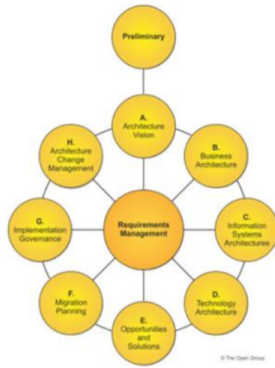 Preliminary
A.
Architecture
Vision
B.
Business
Architecture
C.
Information
Systems
Architectures
D.
Technology
Architecture
E.
Opportunities
and
Solutions
F.
Migration
Planning
G.
Implementation
Governance
H.
Architecture
Change
Management
Requirements
Management
© The Open Group